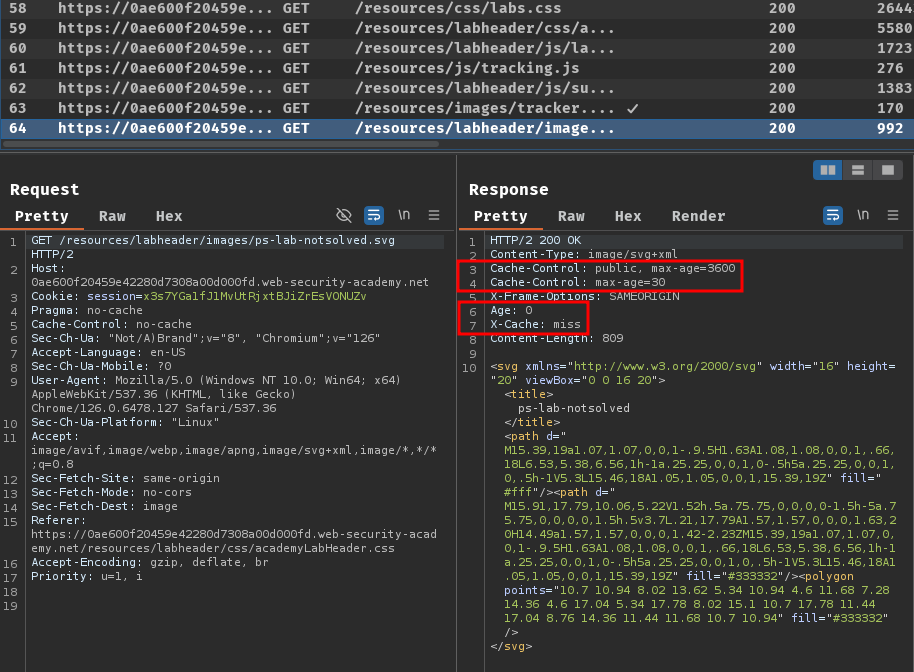 58 https://0ae600f20459e... GET /resources/css/labs.css 200 2644
59 https://0ae600f20459e... GET /resources/labheader/css/a... 200 5580
60 https://0ae600f20459e... GET /resources/labheader/js/la... 200 1723
61 https://0ae600f20459e... GET /resources/js/tracking.js 200 276
62 https://0ae600f20459e... GET /resources/labheader/js/su... 200 1383
63 https://0ae600f20459e... GET /resources/images/tracker.... ✓ 200 170
64 https://0ae600f20459e... GET /resources/labheader/image... 200 992
Request
Pretty Raw Hex \n
1 GET /resources/labheader/images/ps-lab-notsolved.svg
HTTP/2
2 Host:
0ae600f20459e42280d7308a00d000fd.web-security-academy.net
3 Cookie: session=x3s7YGa1fJ1MvUtRjxtBJiZrEsVONUZv
4 Pragma: no-cache
5 Cache-Control: no-cache
6 Sec-Ch-Ua: "Not/A)Brand";v="8", "Chromium";v="126"
7 Accept-Language: en-US
8 Sec-Ch-Ua-Mobile: ?0
9 User-Agent: Mozilla/5.0 (Windows NT 10.0; Win64; x64)
AppleWebKit/537.36 (KHTML, like Gecko)
Chrome/126.0.6478.127 Safari/537.36
10 Sec-Ch-Ua-Platform: "Linux"
11 Accept:
image/avif,image/webp,image/apng,image/svg+xml,image/*,*/*
;q=0.8
12 Sec-Fetch-Site: same-origin
13 Sec-Fetch-Mode: no-cors
14 Sec-Fetch-Dest: image
15 Referer:
https://0ae600f20459e42280d7308a00d000fd.web-security-acad
emy.net/resources/labheader/css/academyLabHeader.css
16 Accept-Encoding: gzip, deflate, br
17 Priority: u=1, i
18
19
Response
Pretty Raw Hex Render \n
1 HTTP/2 200 OK
2 Content-Type: image/svg+xml
3 Cache-Control: public, max-age=3600
4 Cache-Control: max-age=30
5 X-Frame-Options: SAMEORIGIN
6 Age: 0
7 X-Cache: miss
8 Content-Length: 809
9
10 <svg xmlns="http://www.w3.org/2000/svg" width="16" height=
"20" viewBox="0 0 16 20">
<title>
ps-lab-notsolved
</title>
<path d="
M15.39,19a1.07,1.07,0,0,1-.9.5H1.63A1.08,1.08,0,0,1,.66,
18L6.53,5.38,6.56,1h-1a.25.25,0,0,1,0-.5h5a.25.25,0,0,1,
0,.5h-1V5.3L15.46,18A1.05,1.05,0,0,1,15.39,19Z" fill="
#fff"/><path d="
M15.91,17.79,10.06,5.22V1.52h.5a.75.75,0,0,0,0-1.5h-5a.7
5.75,0,0,0,0,1.5h.5v3.7L.21,17.79A1.57,1.57,0,0,0,1.63,2
0H14.49a1.57,1.57,0,0,0,1.42-2.23ZM15.39,19a1.07,1.07,0,
0,1-.9.5H1.63A1.08,1.08,0,0,1,.66,18L6.53,5.38,6.56,1h-1
a.25.25,0,0,1,0-.5h5a.25.25,0,0,1,0,.5h-1V5.3L15.46,18A1
.05,1.05,0,0,1,15.39,19Z" fill="#333332"/><polygon
points="10.7 10.94 8.02 13.62 5.34 10.94 4.6 11.68 7.28
14.36 4.6 17.04 5.34 17.78 8.02 15.1 10.7 17.78 11.44
17.04 8.76 14.36 11.44 11.68 10.7 10.94" fill="#333332"
/>
</svg>